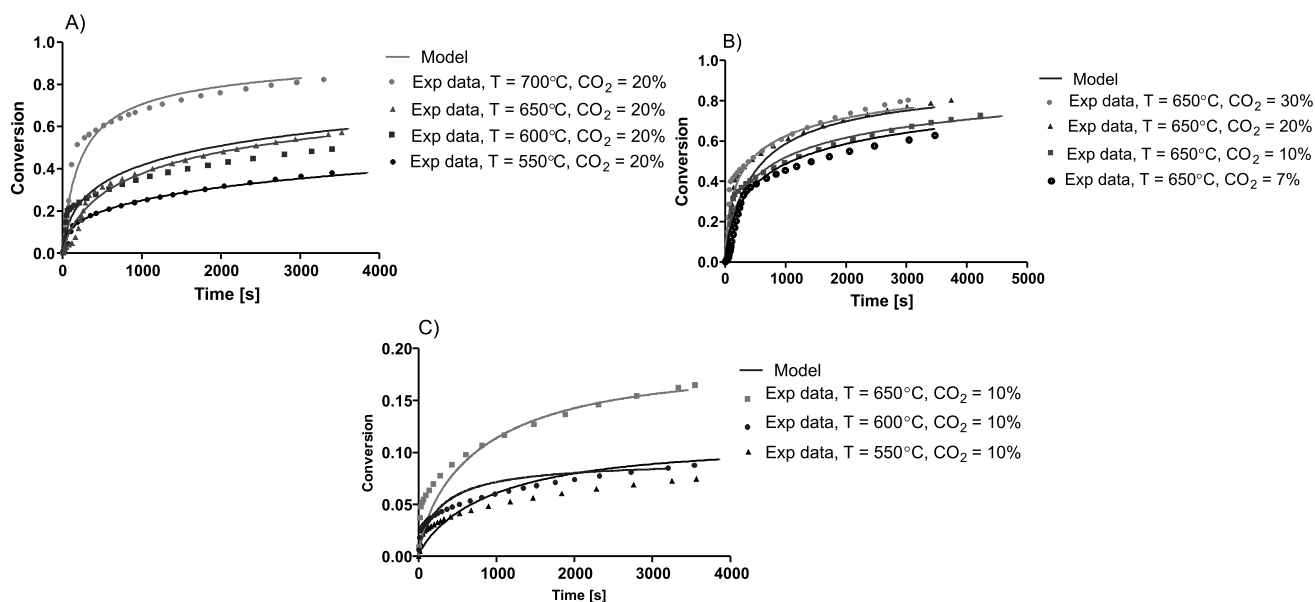 A)
1.0
0.8
0.6
0.4
0.2
0.0
Conversion
0 1000 2000 3000 4000
Time [s]
Model
Exp data, T = 700°C, CO₂ = 20%
Exp data, T = 650°C, CO₂ = 20%
Exp data, T = 600°C, CO₂ = 20%
Exp data, T = 550°C, CO₂ = 20%
B)
1.0
0.8
0.6
0.4
0.2
0.0
Conversion
0 1000 2000 3000 4000 5000
Time [s]
Model
Exp data, T = 650°C, CO₂ = 30%
Exp data, T = 650°C, CO₂ = 20%
Exp data, T = 650°C, CO₂ = 10%
Exp data, T = 650°C, CO₂ = 7%
C)
0.20
0.15
0.10
0.05
0.00
Conversion
0 1000 2000 3000 4000
Time [s]
Model
Exp data, T = 650°C, CO₂ = 10%
Exp data, T = 600°C, CO₂ = 10%
Exp data, T = 550°C, CO₂ = 10%